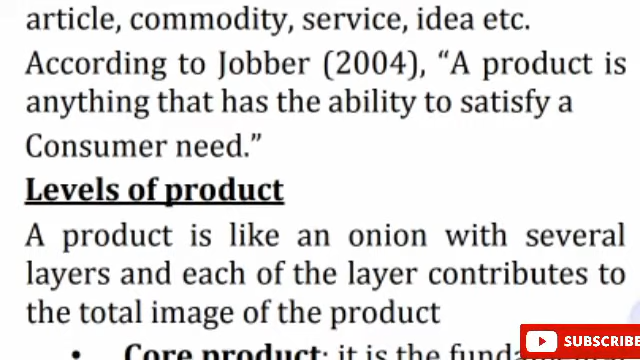 article, commodity, service, idea etc.
According to Jobber (2004), “A product is
anything that has the ability to satisfy a
Consumer need.”
Levels of product
A product is like an onion with several
layers and each of the layer contributes to
the total image of the product
• Core product: it is the
SUBSCRIBE